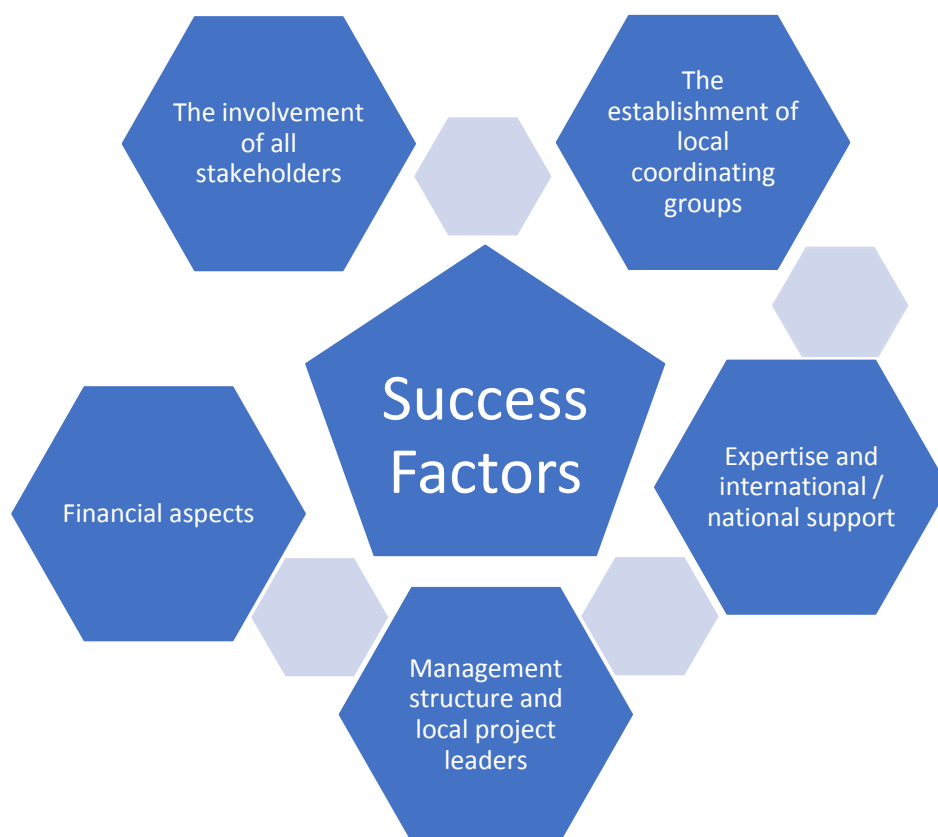 The involvement
of all
stakeholders
The
establishment of
local
coordinating
groups
Success
Factors
Expertise and
international /
national support
Financial aspects
Management
structure and
local project
leaders